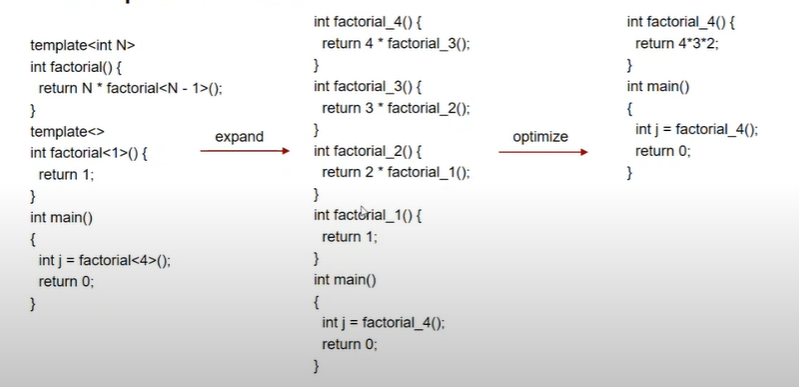 template<int N>
int factorial() {
return N * factorial<N - 1>();
}
template<>
int factorial<1>() {
return 1;
}
int main()
{
int j = factorial<4>();
return 0;
}
expand
int factorial_4() {
return 4 * factorial_3();
}
int factorial_3() {
return 3 * factorial_2();
}
int factorial_2() {
return 2 * factorial_1();
}
int factorial_1() {
return 1;
}
int main()
{
int j = factorial_4();
return 0;
}
optimize
int factorial_4() {
return 4*3*2;
}
int main()
{
int j = factorial_4();
return 0;
}